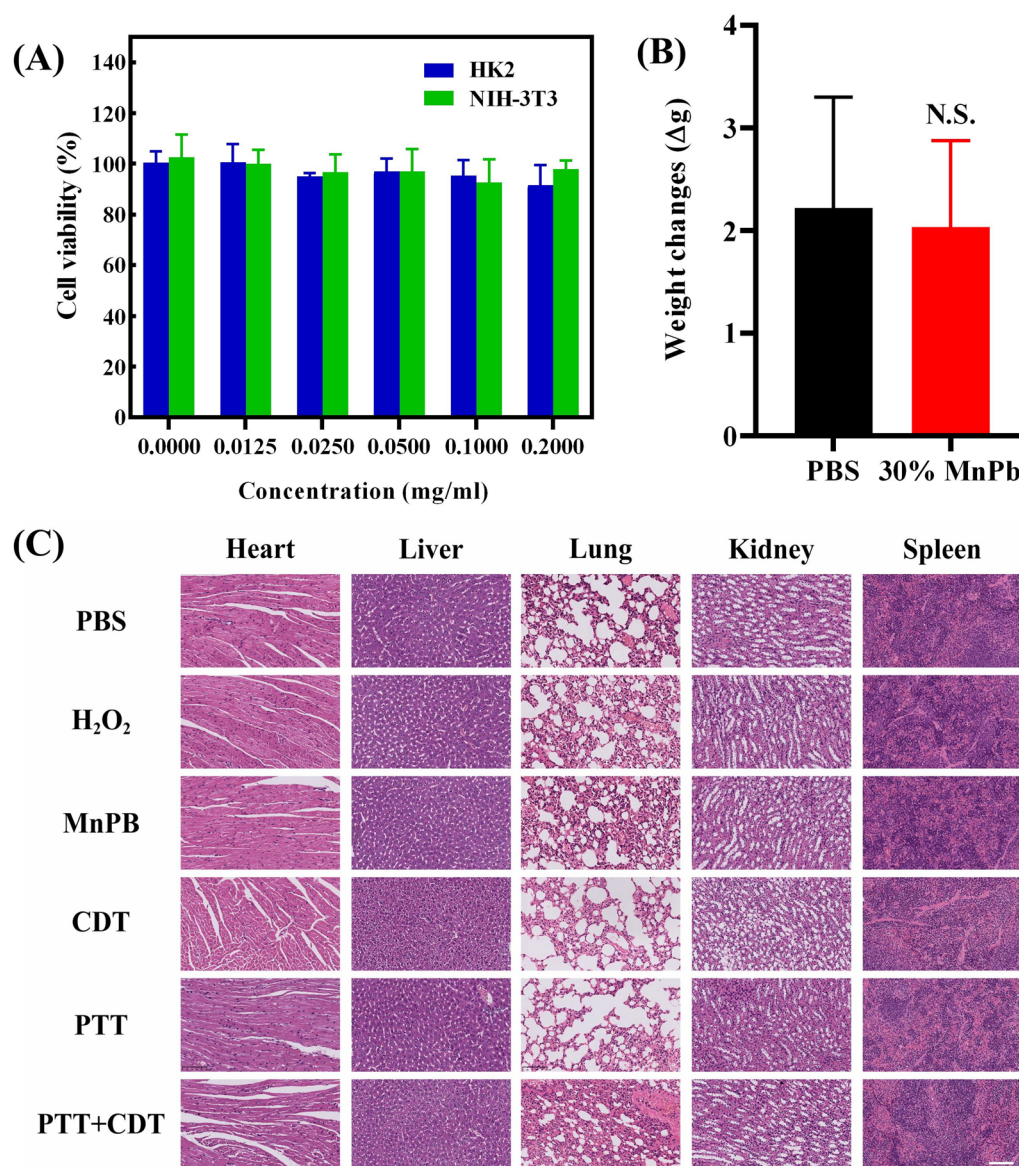 (A)
140
120
100
80
60
40
20
0
Cell viability (%)
HK2
NIH-3T3
0.0000 0.0125 0.0250 0.0500 0.1000 0.2000
Concentration (mg/ml)
(B)
4
3
2
1
0
Weight changes (Δg)
N.S.
PBS 30% MnPb
(C)
Heart Liver Lung Kidney Spleen
PBS
H₂O₂
MnPB
CDT
PTT
PTT+CDT